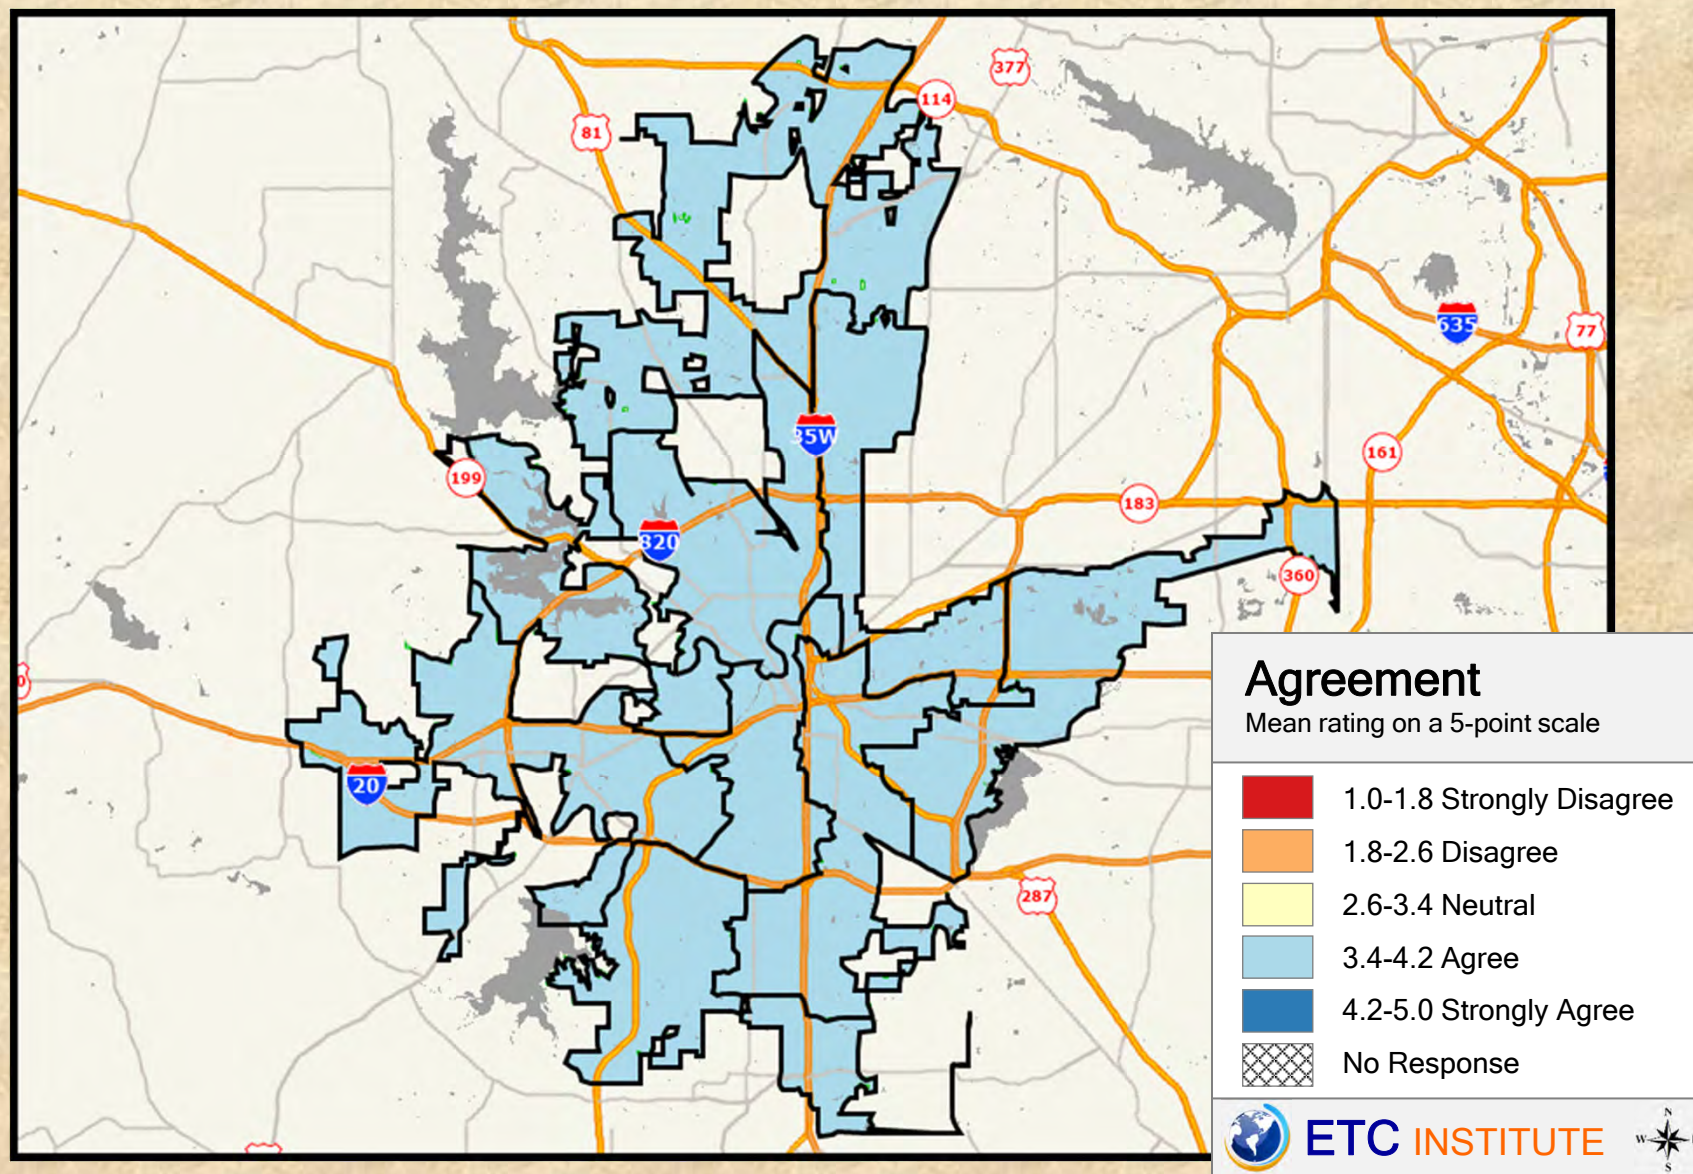 377
114
81
635
77
35W
161
199
183
820
360
20
287
0
Agreement
Mean rating on a 5-point scale
1.0-1.8 Strongly Disagree
1.8-2.6 Disagree
2.6-3.4 Neutral
3.4-4.2 Agree
4.2-5.0 Strongly Agree
No Response
ETC INSTITUTE
N
W
S